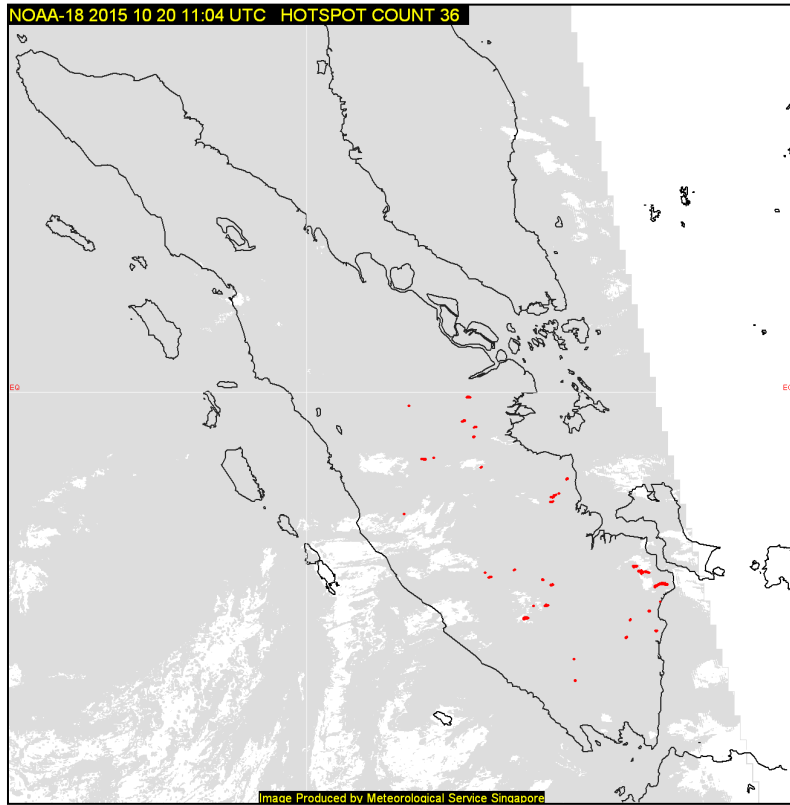 NOAA-18 2015 10 20 11:04 UTC HOTSPOT COUNT 36
EQ
EQ
Image Produced by Meteorological Service Singapore